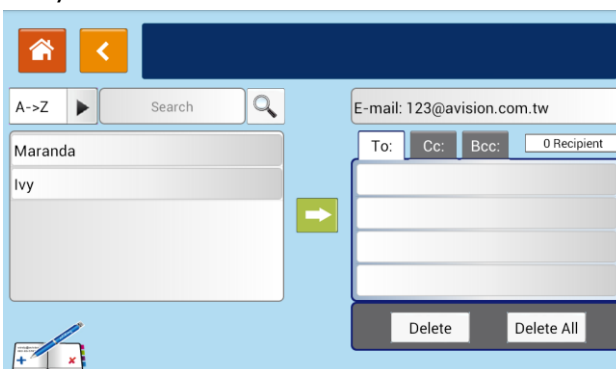 A->Z Search
E-mail: 123@avision.com.tw
To: Cc: Bcc: 0 Recipient
Maranda
Ivy
Delete Delete All